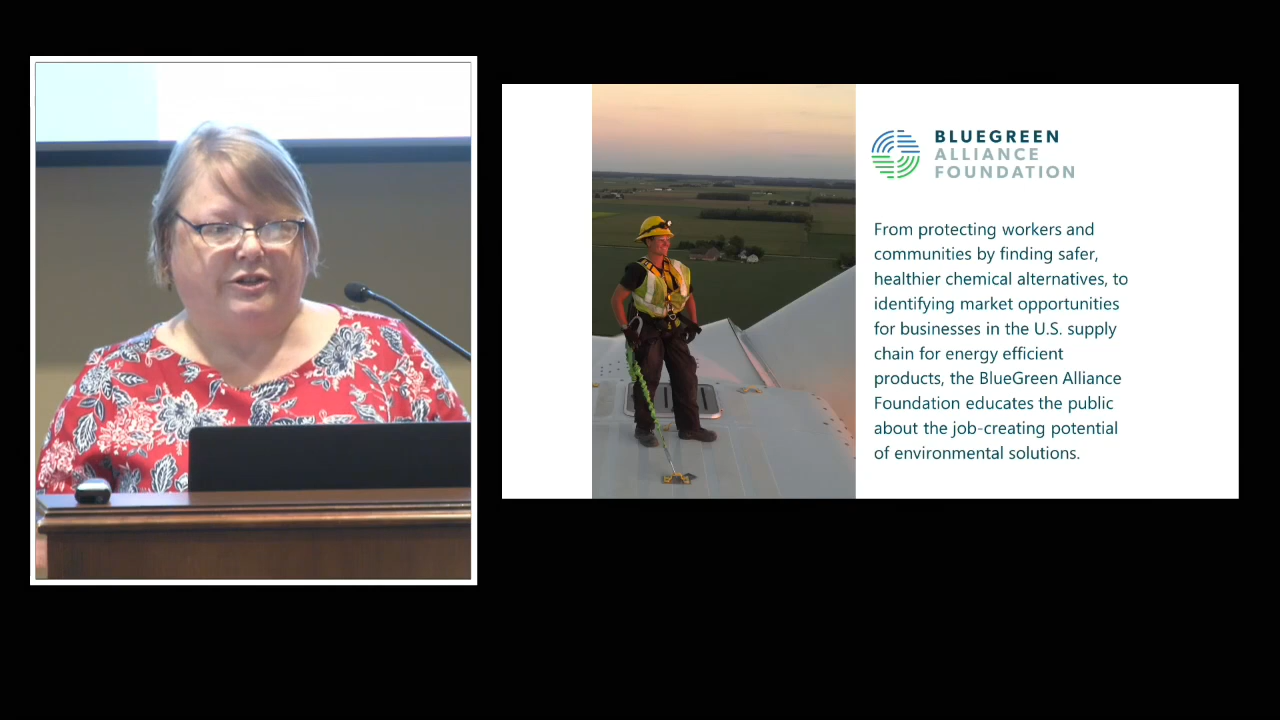 BLUEGREEN
ALLIANCE
FOUNDATION
From protecting workers and
communities by finding safer,
healthier chemical alternatives, to
identifying market opportunities
for businesses in the U.S. supply
chain for energy efficient
products, the BlueGreen Alliance
Foundation educates the public
about the job-creating potential
of environmental solutions.